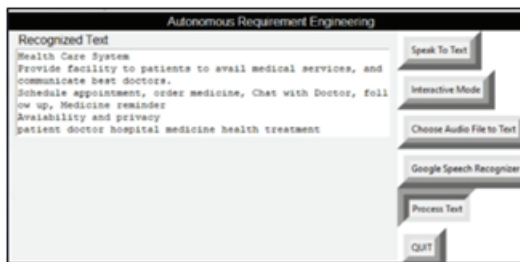 Autonomous Requirement Engineering
Recognized Text
Health Care System
Provide facility to patients to avail medical services, and
communicate best doctors.
Schedule appointment, order medicine, Chat with Doctor, foll
ow up, Medicine reminder
Avaiability and privacy
patient doctor hospital medicine health treatment
Speak To Text
Interactive Mode
Choose Audio File to Text
Google Speech Recognizer
Process Text
QUIT